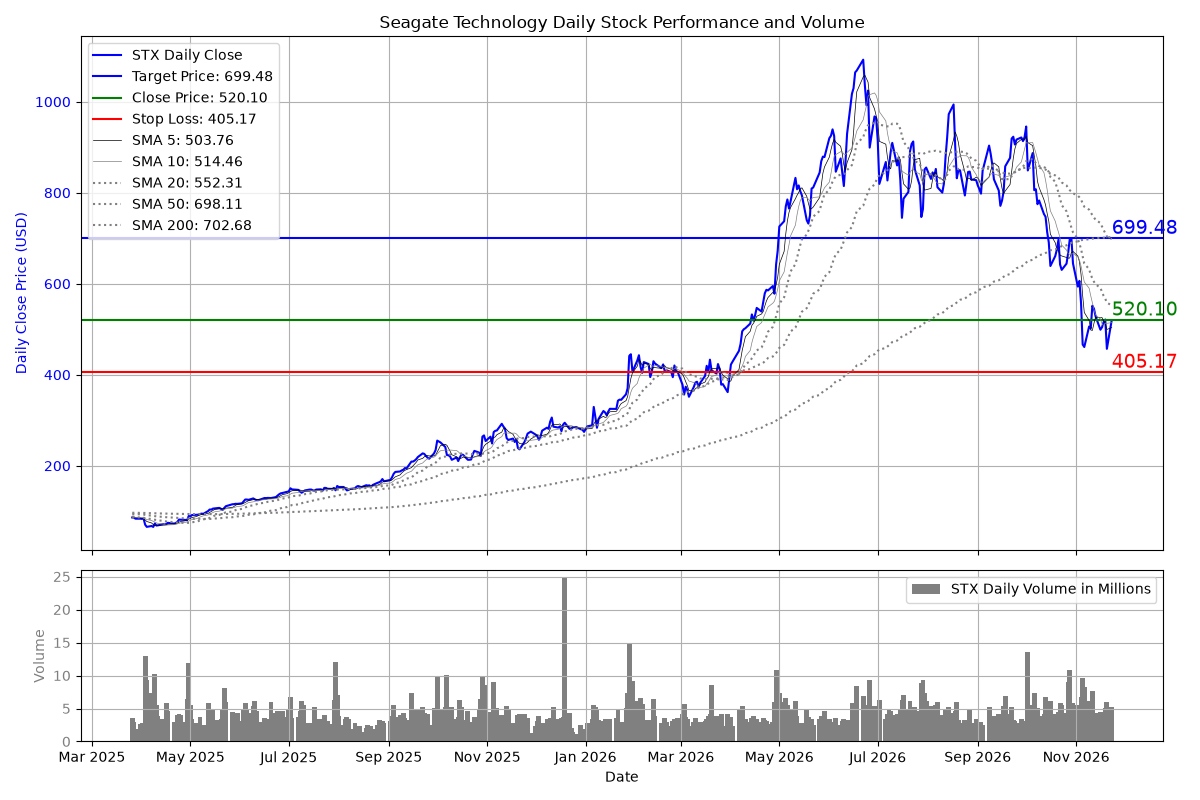 Seagate Technology Daily Stock Performance and Volume
STX Daily Close
Target Price: 699.48
Close Price: 520.10
Stop Loss: 405.17
SMA 5: 503.76
SMA 10: 514.46
SMA 20: 552.31
SMA 50: 698.11
SMA 200: 702.68
1000
800
600
400
200
Daily Close Price (USD)
699.48
520.10
405.17
STX Daily Volume in Millions
25
20
15
10
5
0
Volume
Mar 2025 May 2025 Jul 2025 Sep 2025 Nov 2025 Jan 2026 Mar 2026 May 2026 Jul 2026 Sep 2026 Nov 2026
Date